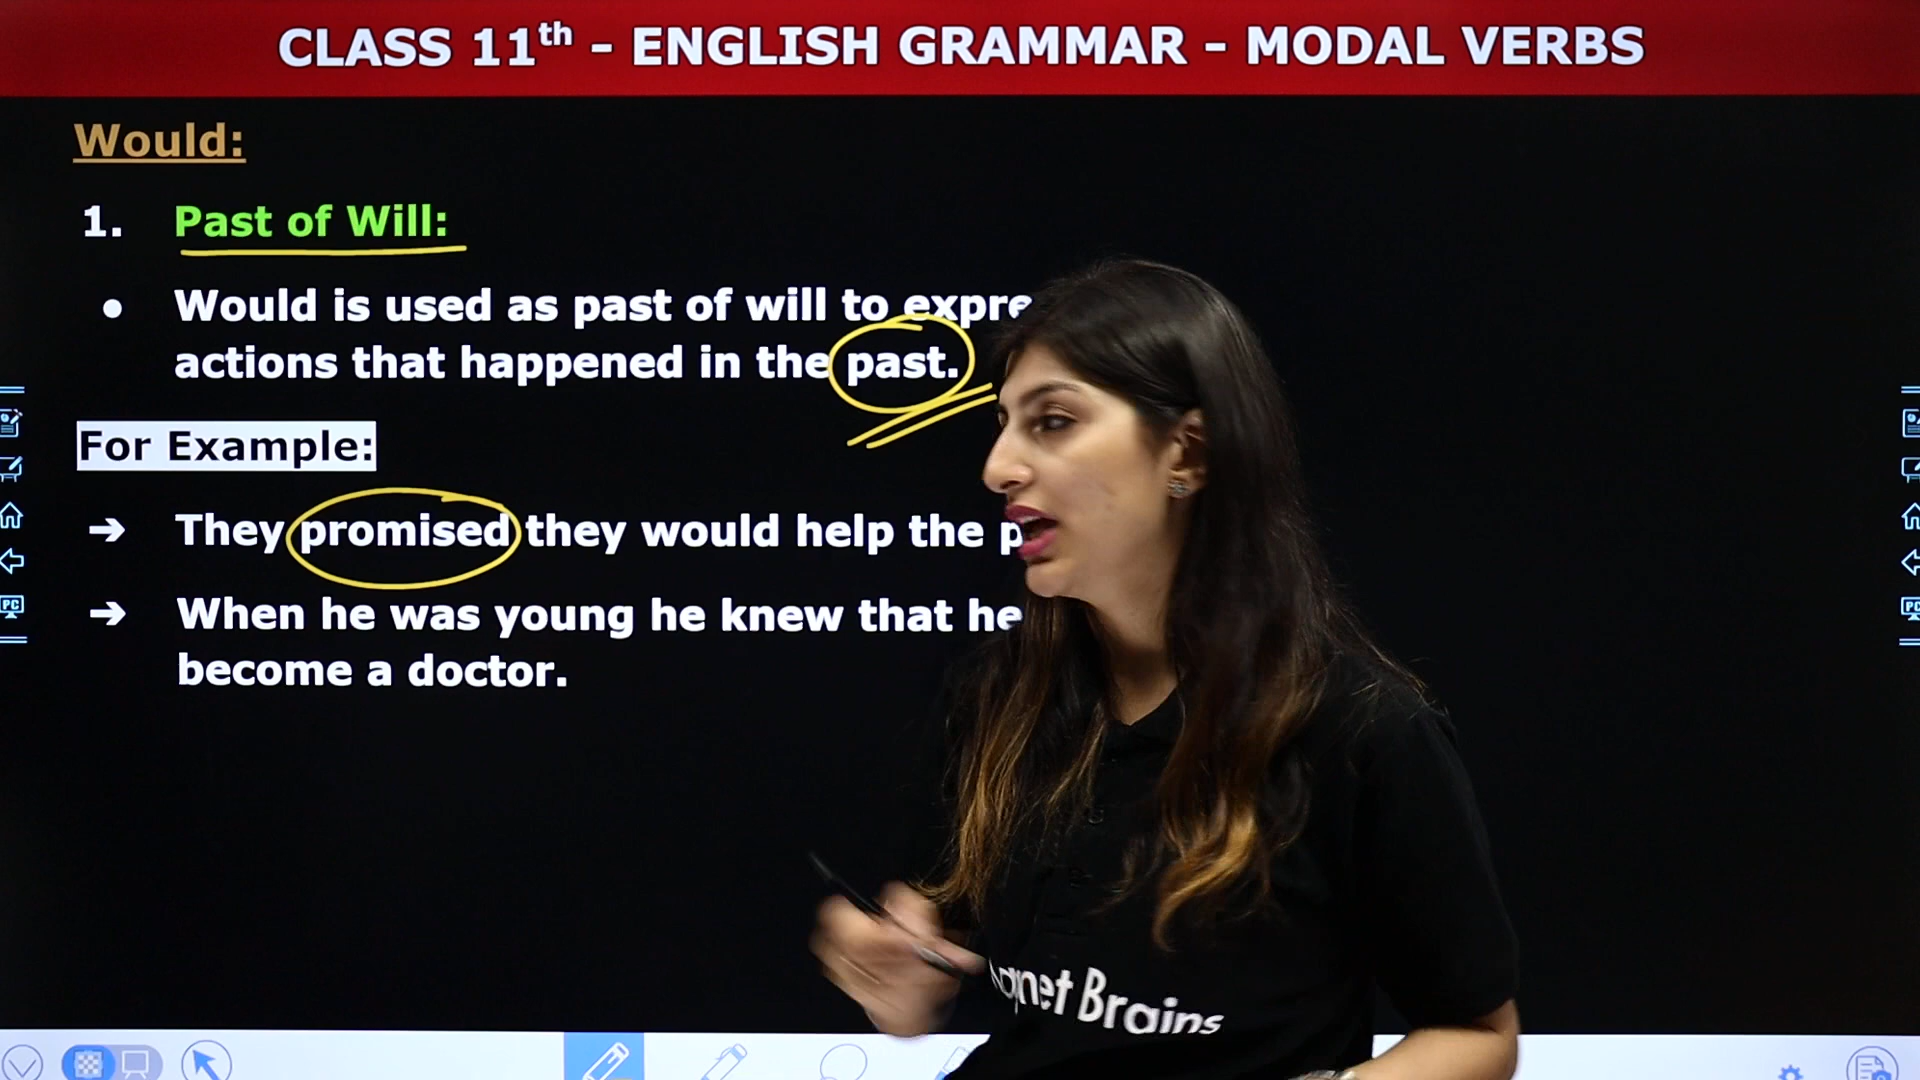 CLASS 11th - ENGLISH GRAMMAR - MODAL VERBS
Would:
1. Past of Will:
● Would is used as past of will to
actions that happened in the past.
For Example:
➔ They promised they would help the
➔ When he was young he knew that he
become a doctor.
PC
PC
Brains